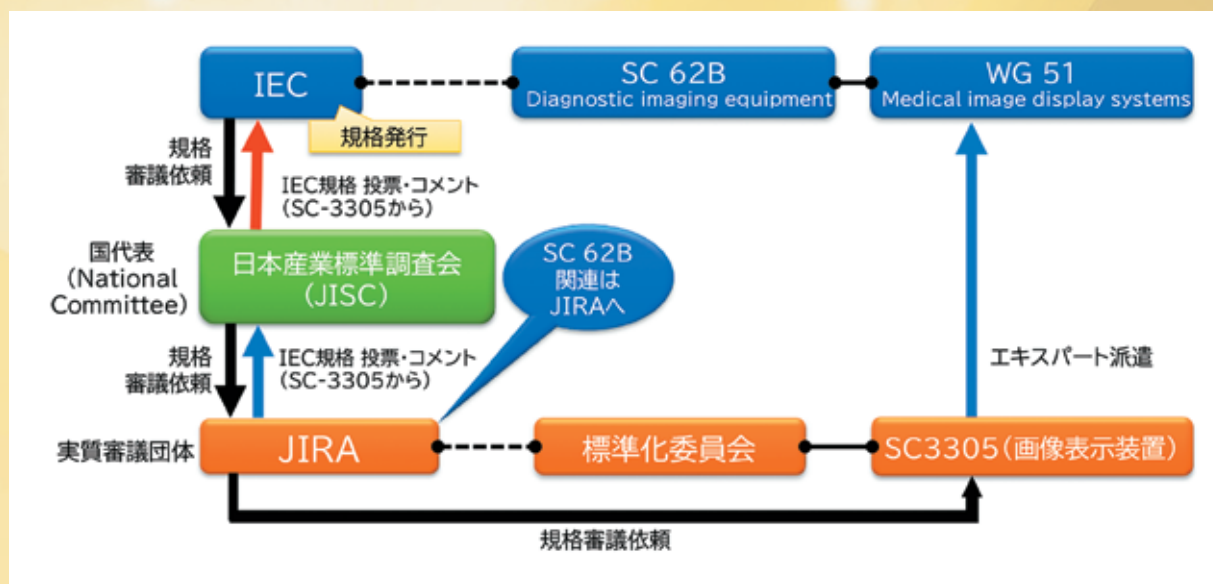 IEC
SC 62B
Diagnostic imaging equipment
WG 51
Medical image display systems
規格発行
規格
審議依頼
IEC規格 投票・コメント
(SC-3305から)
国代表
(National
Committee)
日本産業標準調査会
(JISC)
SC 62B
関連は
JIRAへ
規格
審議依頼
IEC規格 投票・コメント
(SC-3305から)
エキスパート派遣
実質審議団体
JIRA
標準化委員会
SC3305(画像表示装置)
規格審議依頼